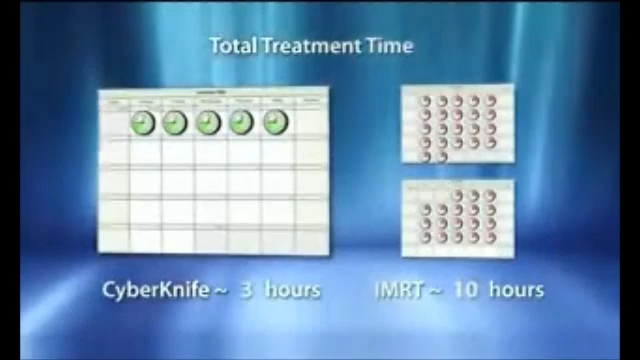 Total Treatment Time
CyberKnife ~ 3 hours
IMRT ~ 10 hours